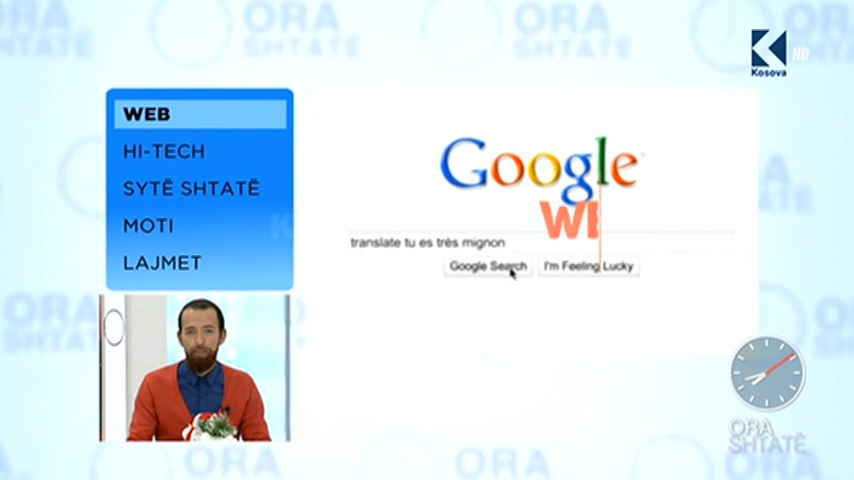 ORA
SHTATË
Kosova
HD
WEB
HI-TECH
SYTË SHTATË
MOTI
LAJMET
Google
WE
translate tu es très mignon
Google Search
I'm Feeling Lucky
ORA
SHTATË